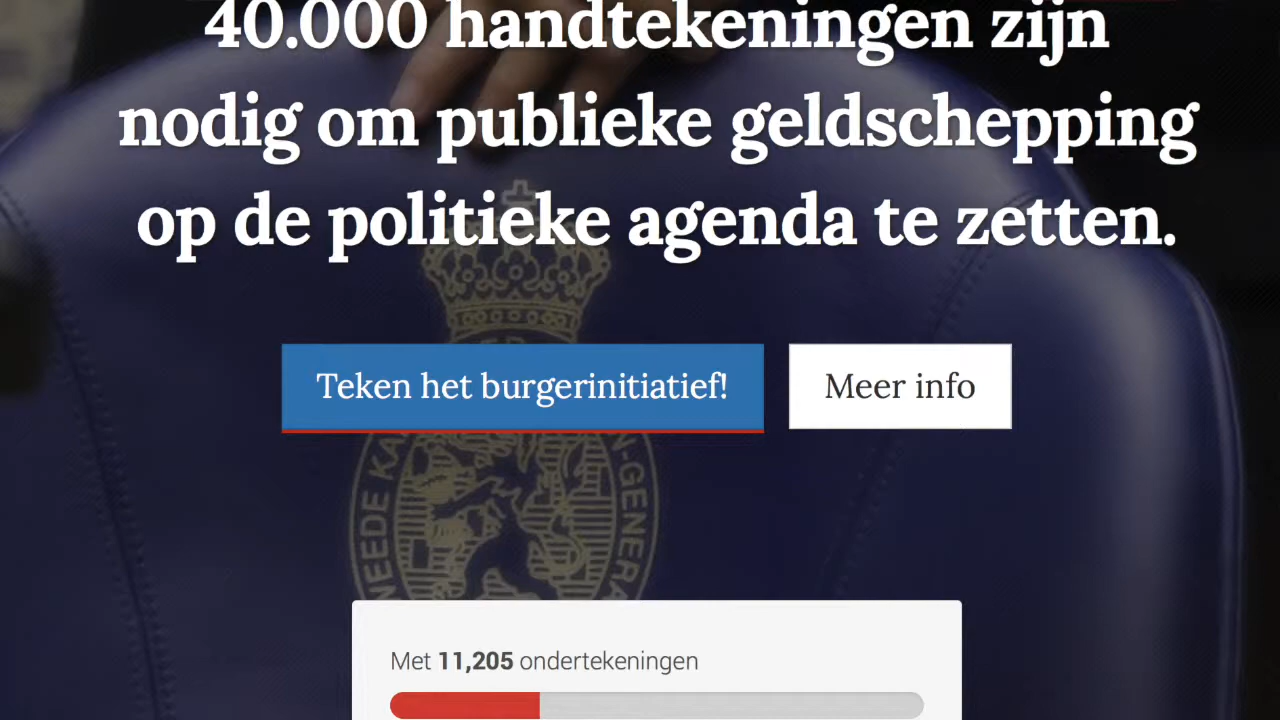 40.000 handtekeningen zijn
nodig om publieke geldschepping
op de politieke agenda te zetten.
Teken het burgerinitiatief!
Meer info
Met 11,205 ondertekeningen